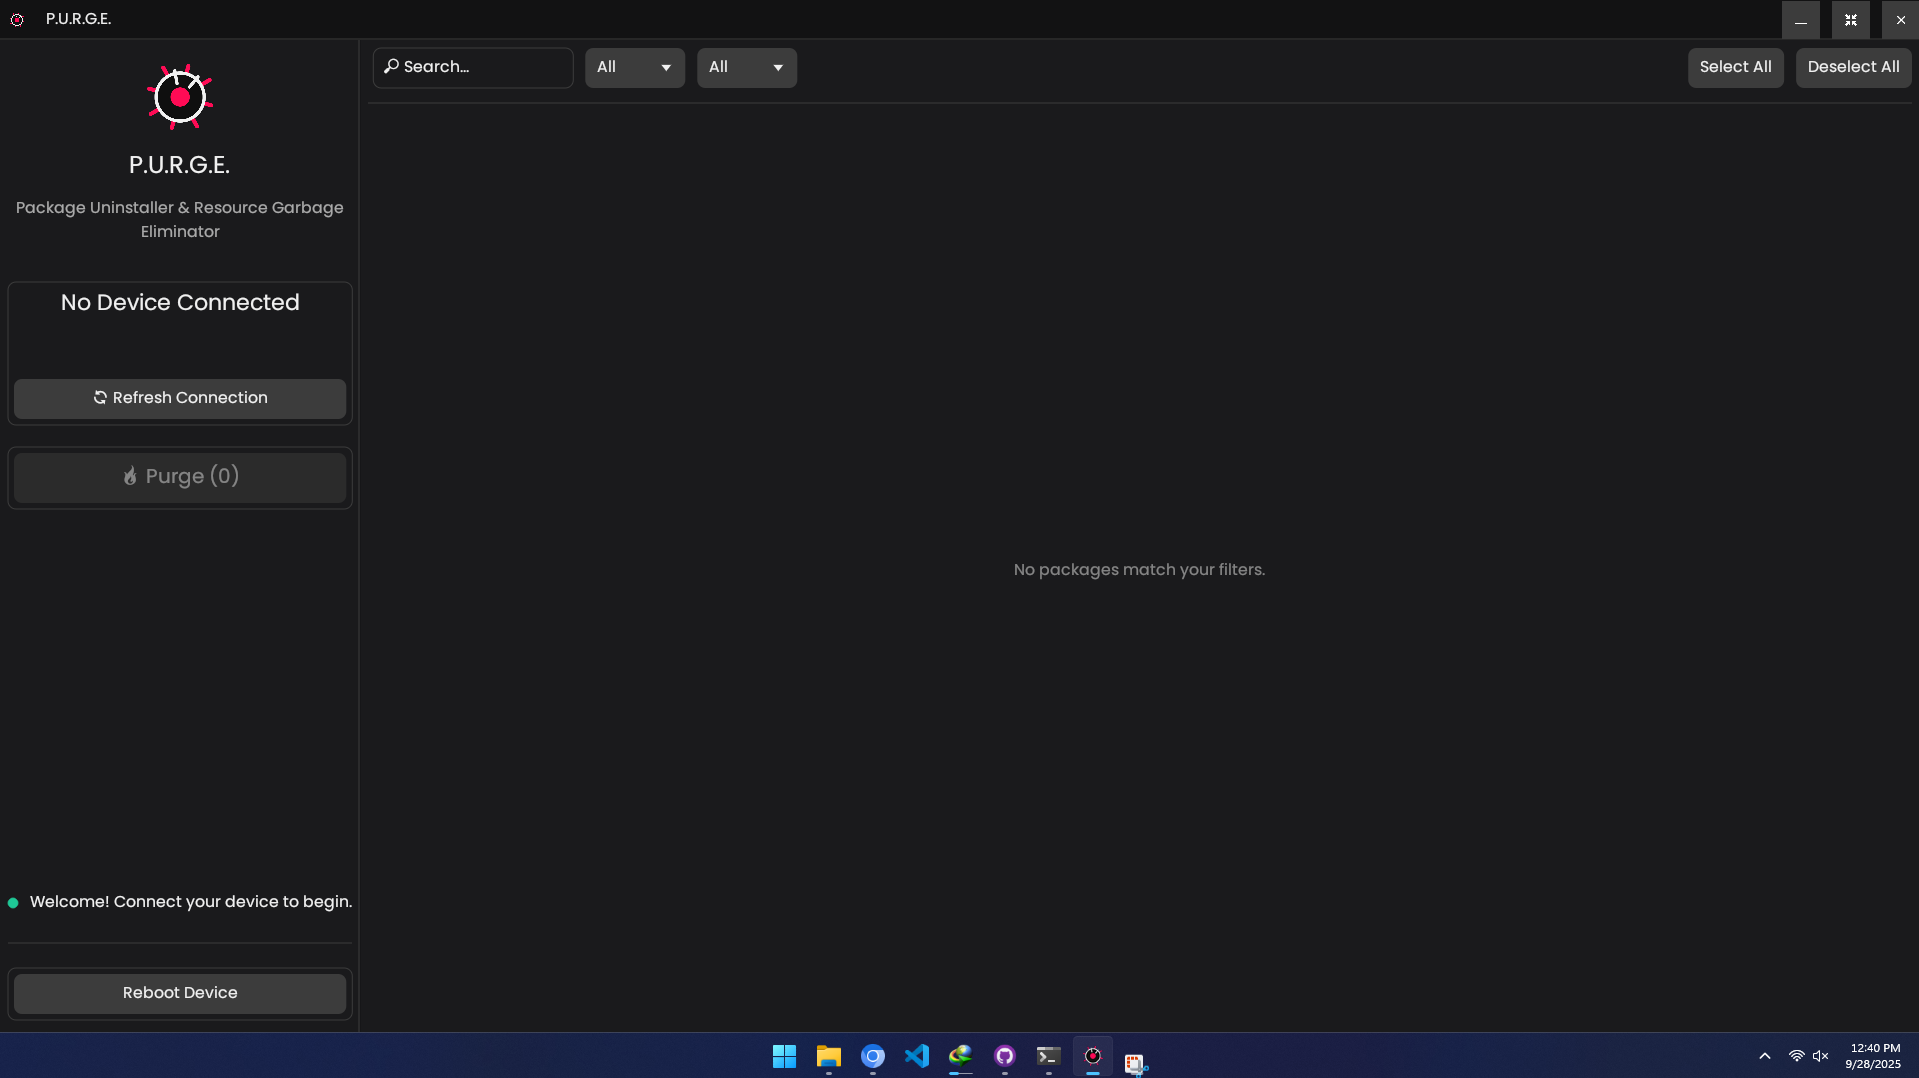 P.U.R.G.E.
P.U.R.G.E.
Package Uninstaller & Resource Garbage
Eliminator
No Device Connected
Refresh Connection
Purge (0)
Welcome! Connect your device to begin.
Reboot Device
Search...
All
All
Select All
Deselect All
No packages match your filters.
12:40 PM
9/28/2025